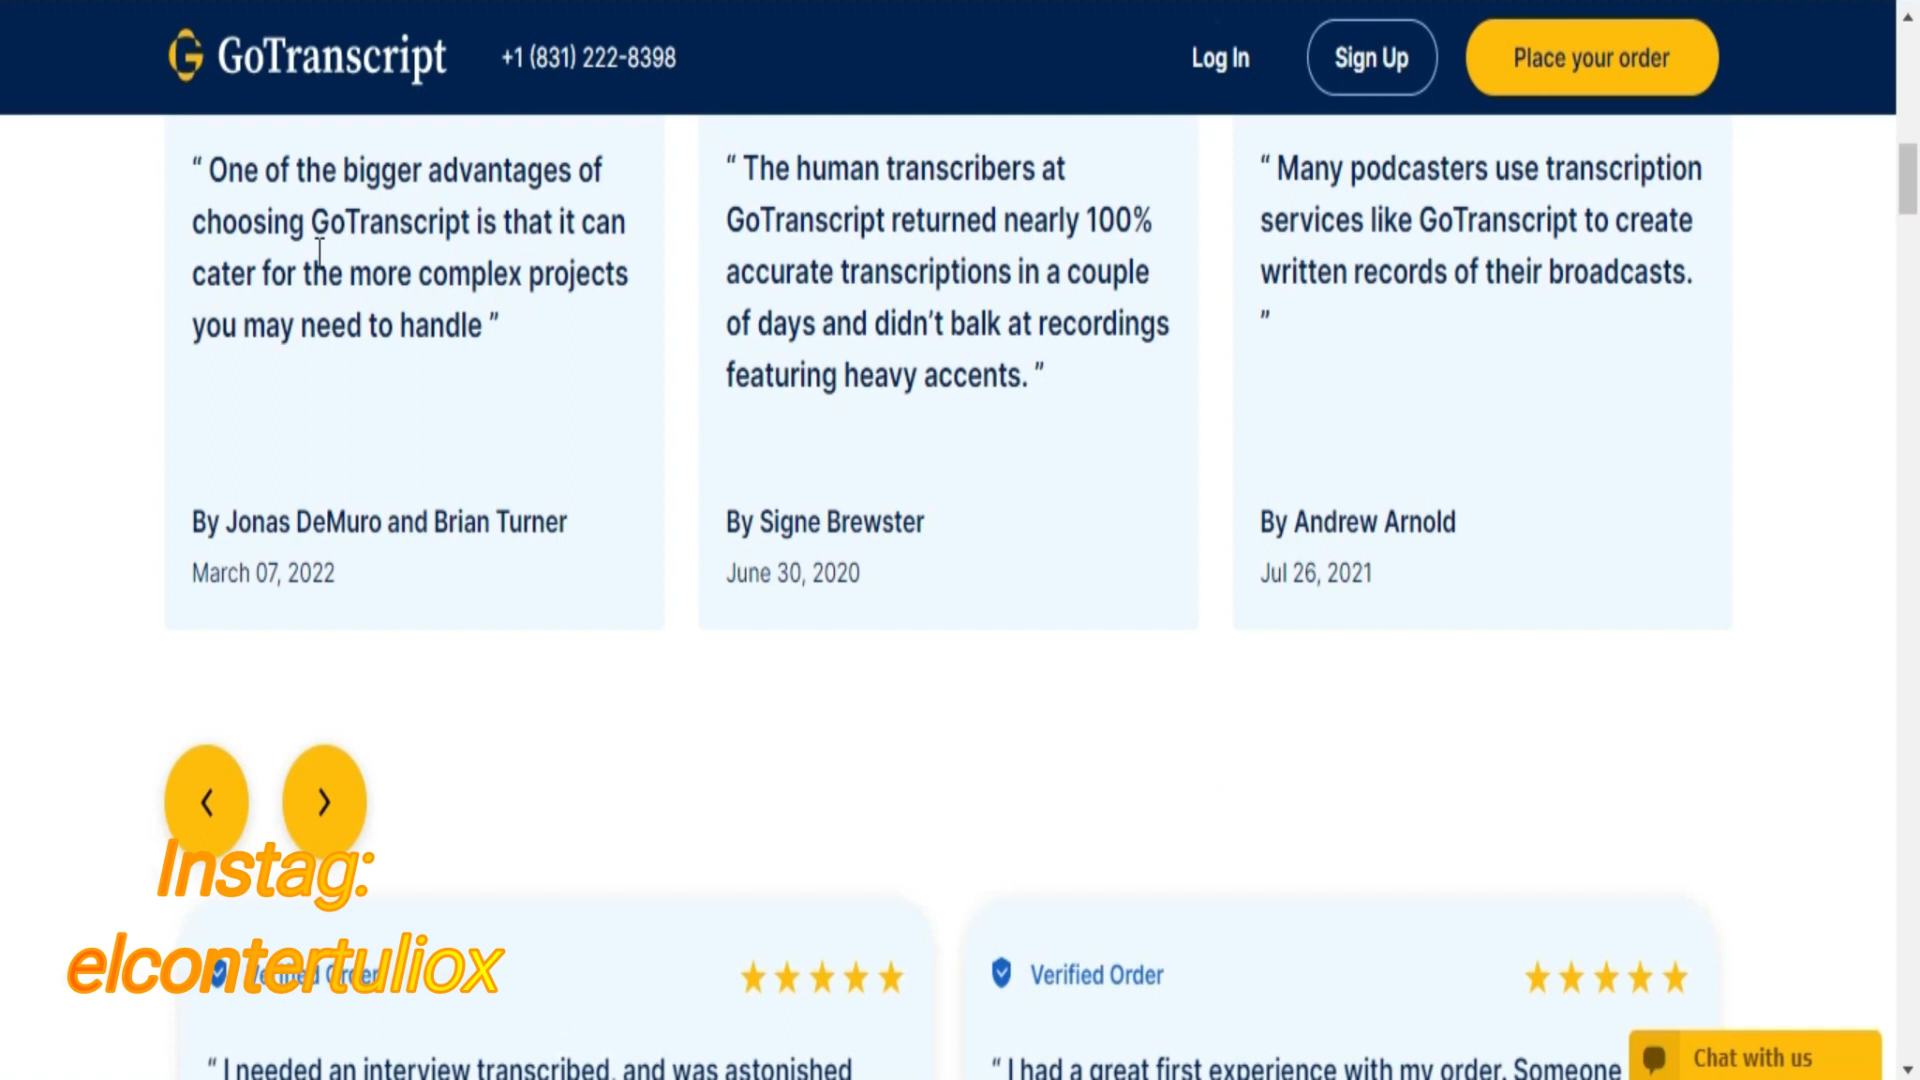 GoTranscript
+1 (831) 222-8398
Log In
Sign Up
Place your order
“ One of the bigger advantages of
choosing GoTranscript is that it can
cater for the more complex projects
you may need to handle ”
By Jonas DeMuro and Brian Turner
March 07, 2022
“ The human transcribers at
GoTranscript returned nearly 100%
accurate transcriptions in a couple
of days and didn’t balk at recordings
featuring heavy accents. ”
By Signe Brewster
June 30, 2020
“ Many podcasters use transcription
services like GoTranscript to create
written records of their broadcasts.
”
By Andrew Arnold
Jul 26, 2021
Instag:
elcontertuliox
Verified Order
“ I needed an interview transcribed, and was astonished
Verified Order
“ I had a great first experience with my order. Someone
Chat with us